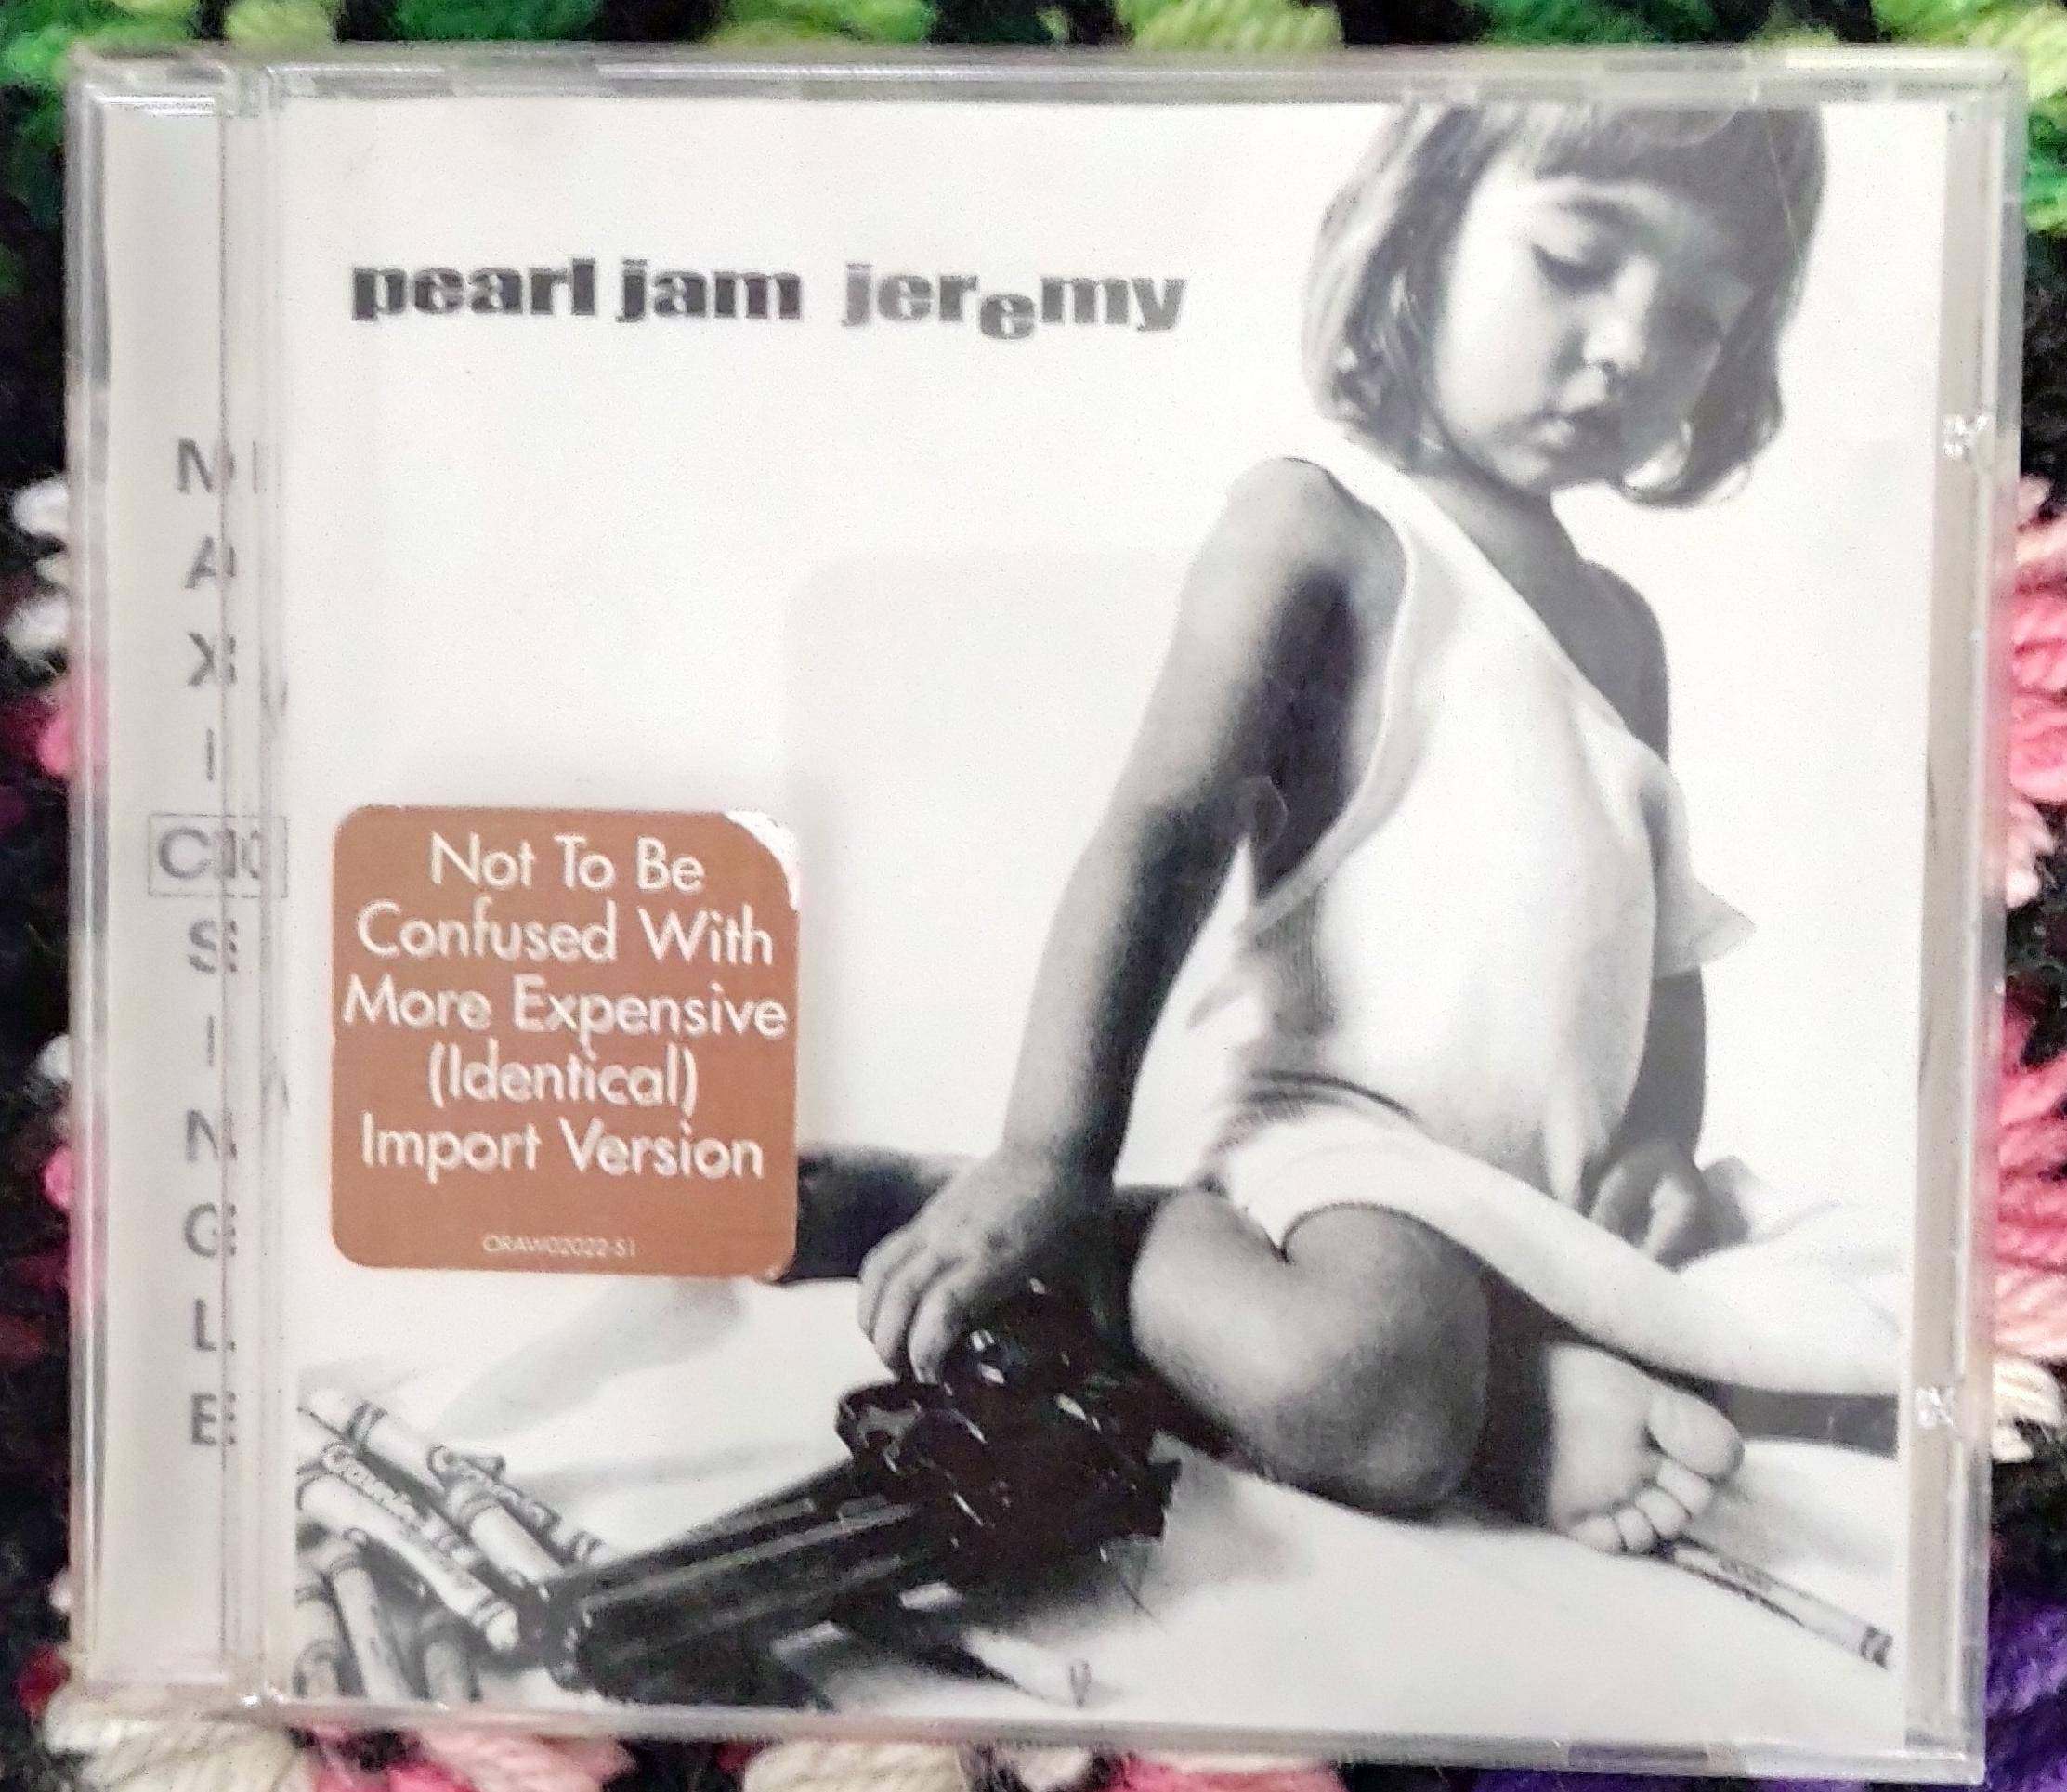 pearl jam jeremy
MAXI
CD
SINGLE
Not To Be
Confused With
More Expensive
(Identical)
Import Version
ORAW02022-S1